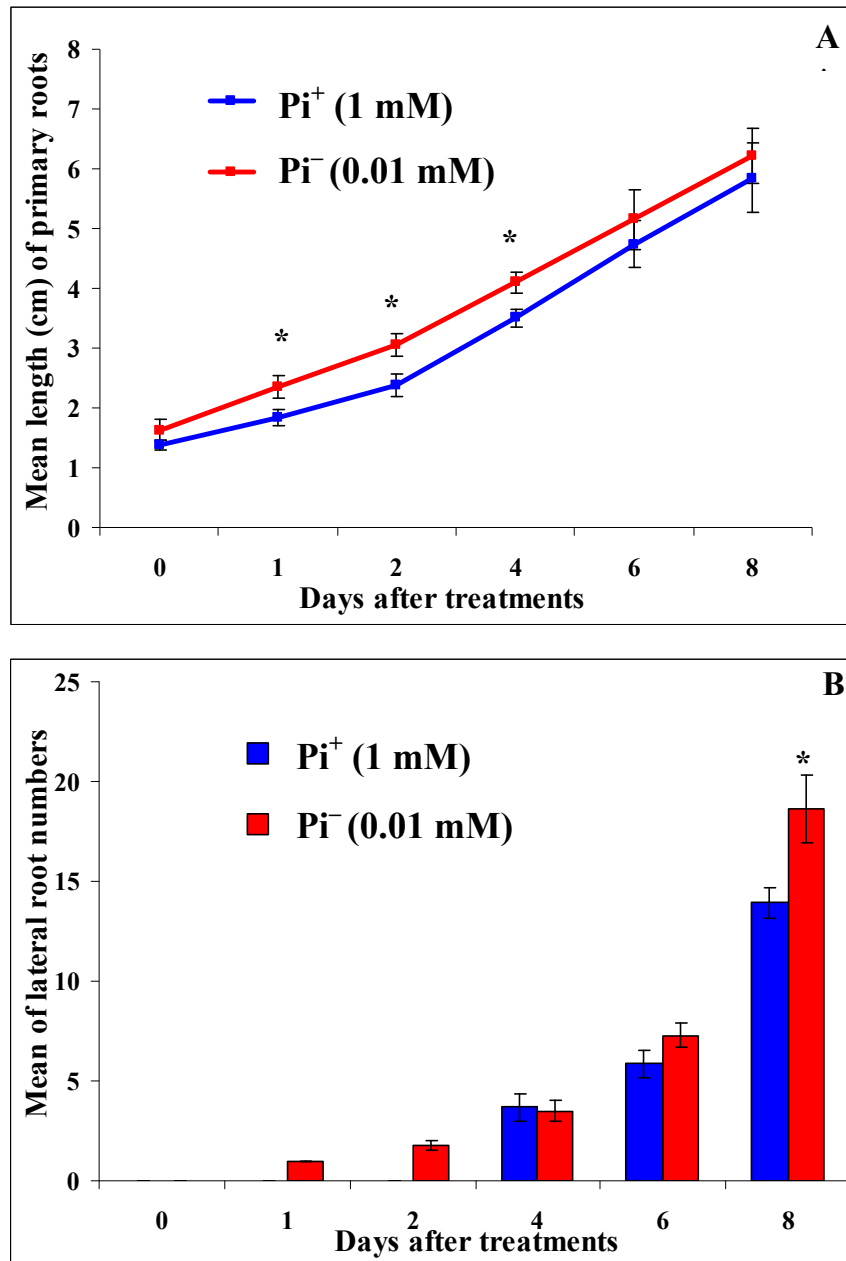 A
8
7
6
5
4
3
2
1
0
Mean length (cm) of primary roots
Pi⁺ (1 mM)
Pi⁻ (0.01 mM)
*
*
*
0 1 2 4 6 8
Days after treatments
B
25
20
15
10
5
0
Mean of lateral root numbers
Pi⁺ (1 mM)
Pi⁻ (0.01 mM)
*
0 1 2 4 6 8
Days after treatments